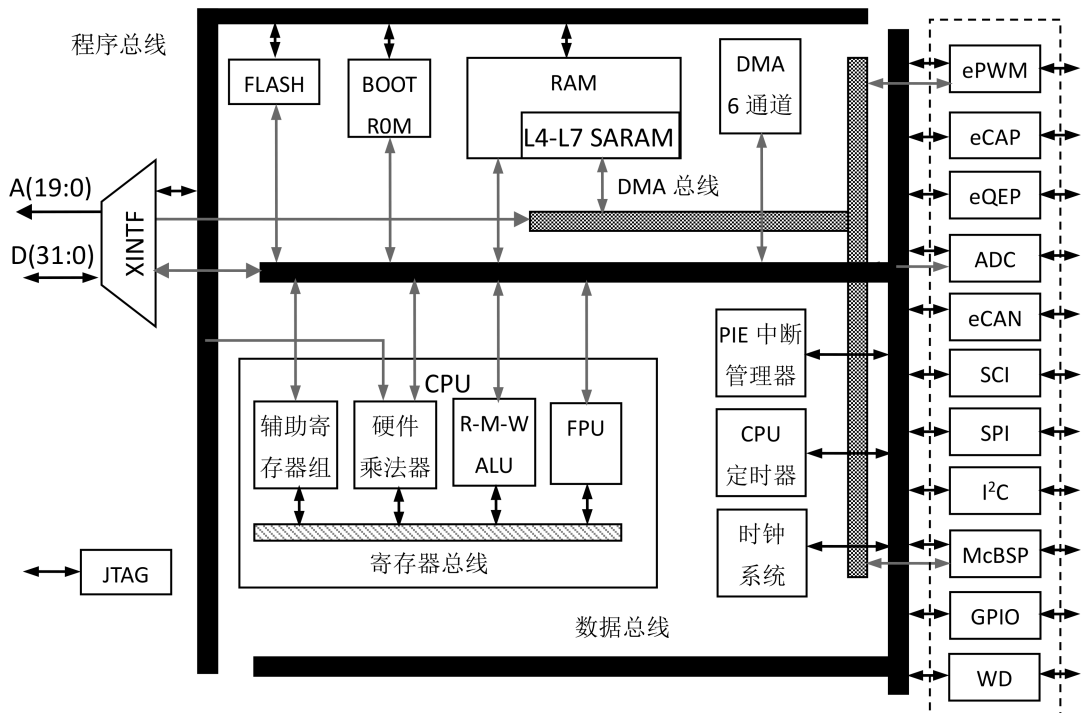 程序总线
FLASH
BOOT
R0M
RAM
L4-L7 SARAM
DMA
6 通道
DMA 总线
A(19:0)
D(31:0)
XINTF
PIE 中断
管理器
CPU
定时器
时钟
系统
CPU
辅助寄
存器组
硬件
乘法器
R-M-W
ALU
FPU
寄存器总线
JTAG
数据总线
ePWM
eCAP
eQEP
ADC
eCAN
SCI
SPI
I²C
McBSP
GPIO
WD